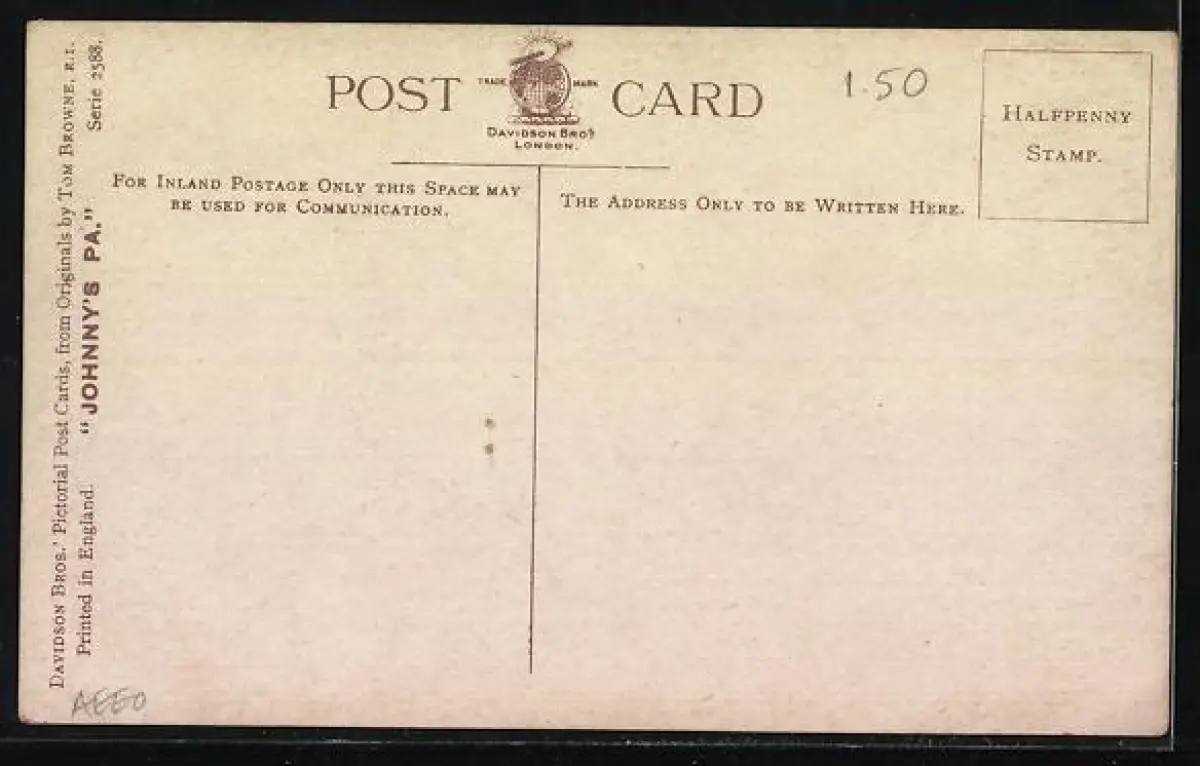 POST CARD
TRADE MARK
DAVIDSON BROS.
LONDON.
1.50
HALFPENNY
STAMP.
FOR INLAND POSTAGE ONLY THIS SPACE MAY
BE USED FOR COMMUNICATION.
THE ADDRESS ONLY TO BE WRITTEN HERE.
DAVIDSON BROS.' Pictorial Post Cards, from Originals by TOM BROWNE, R.I.
Printed in England. "JOHNNY'S PA." Serie 2588.
AEEO